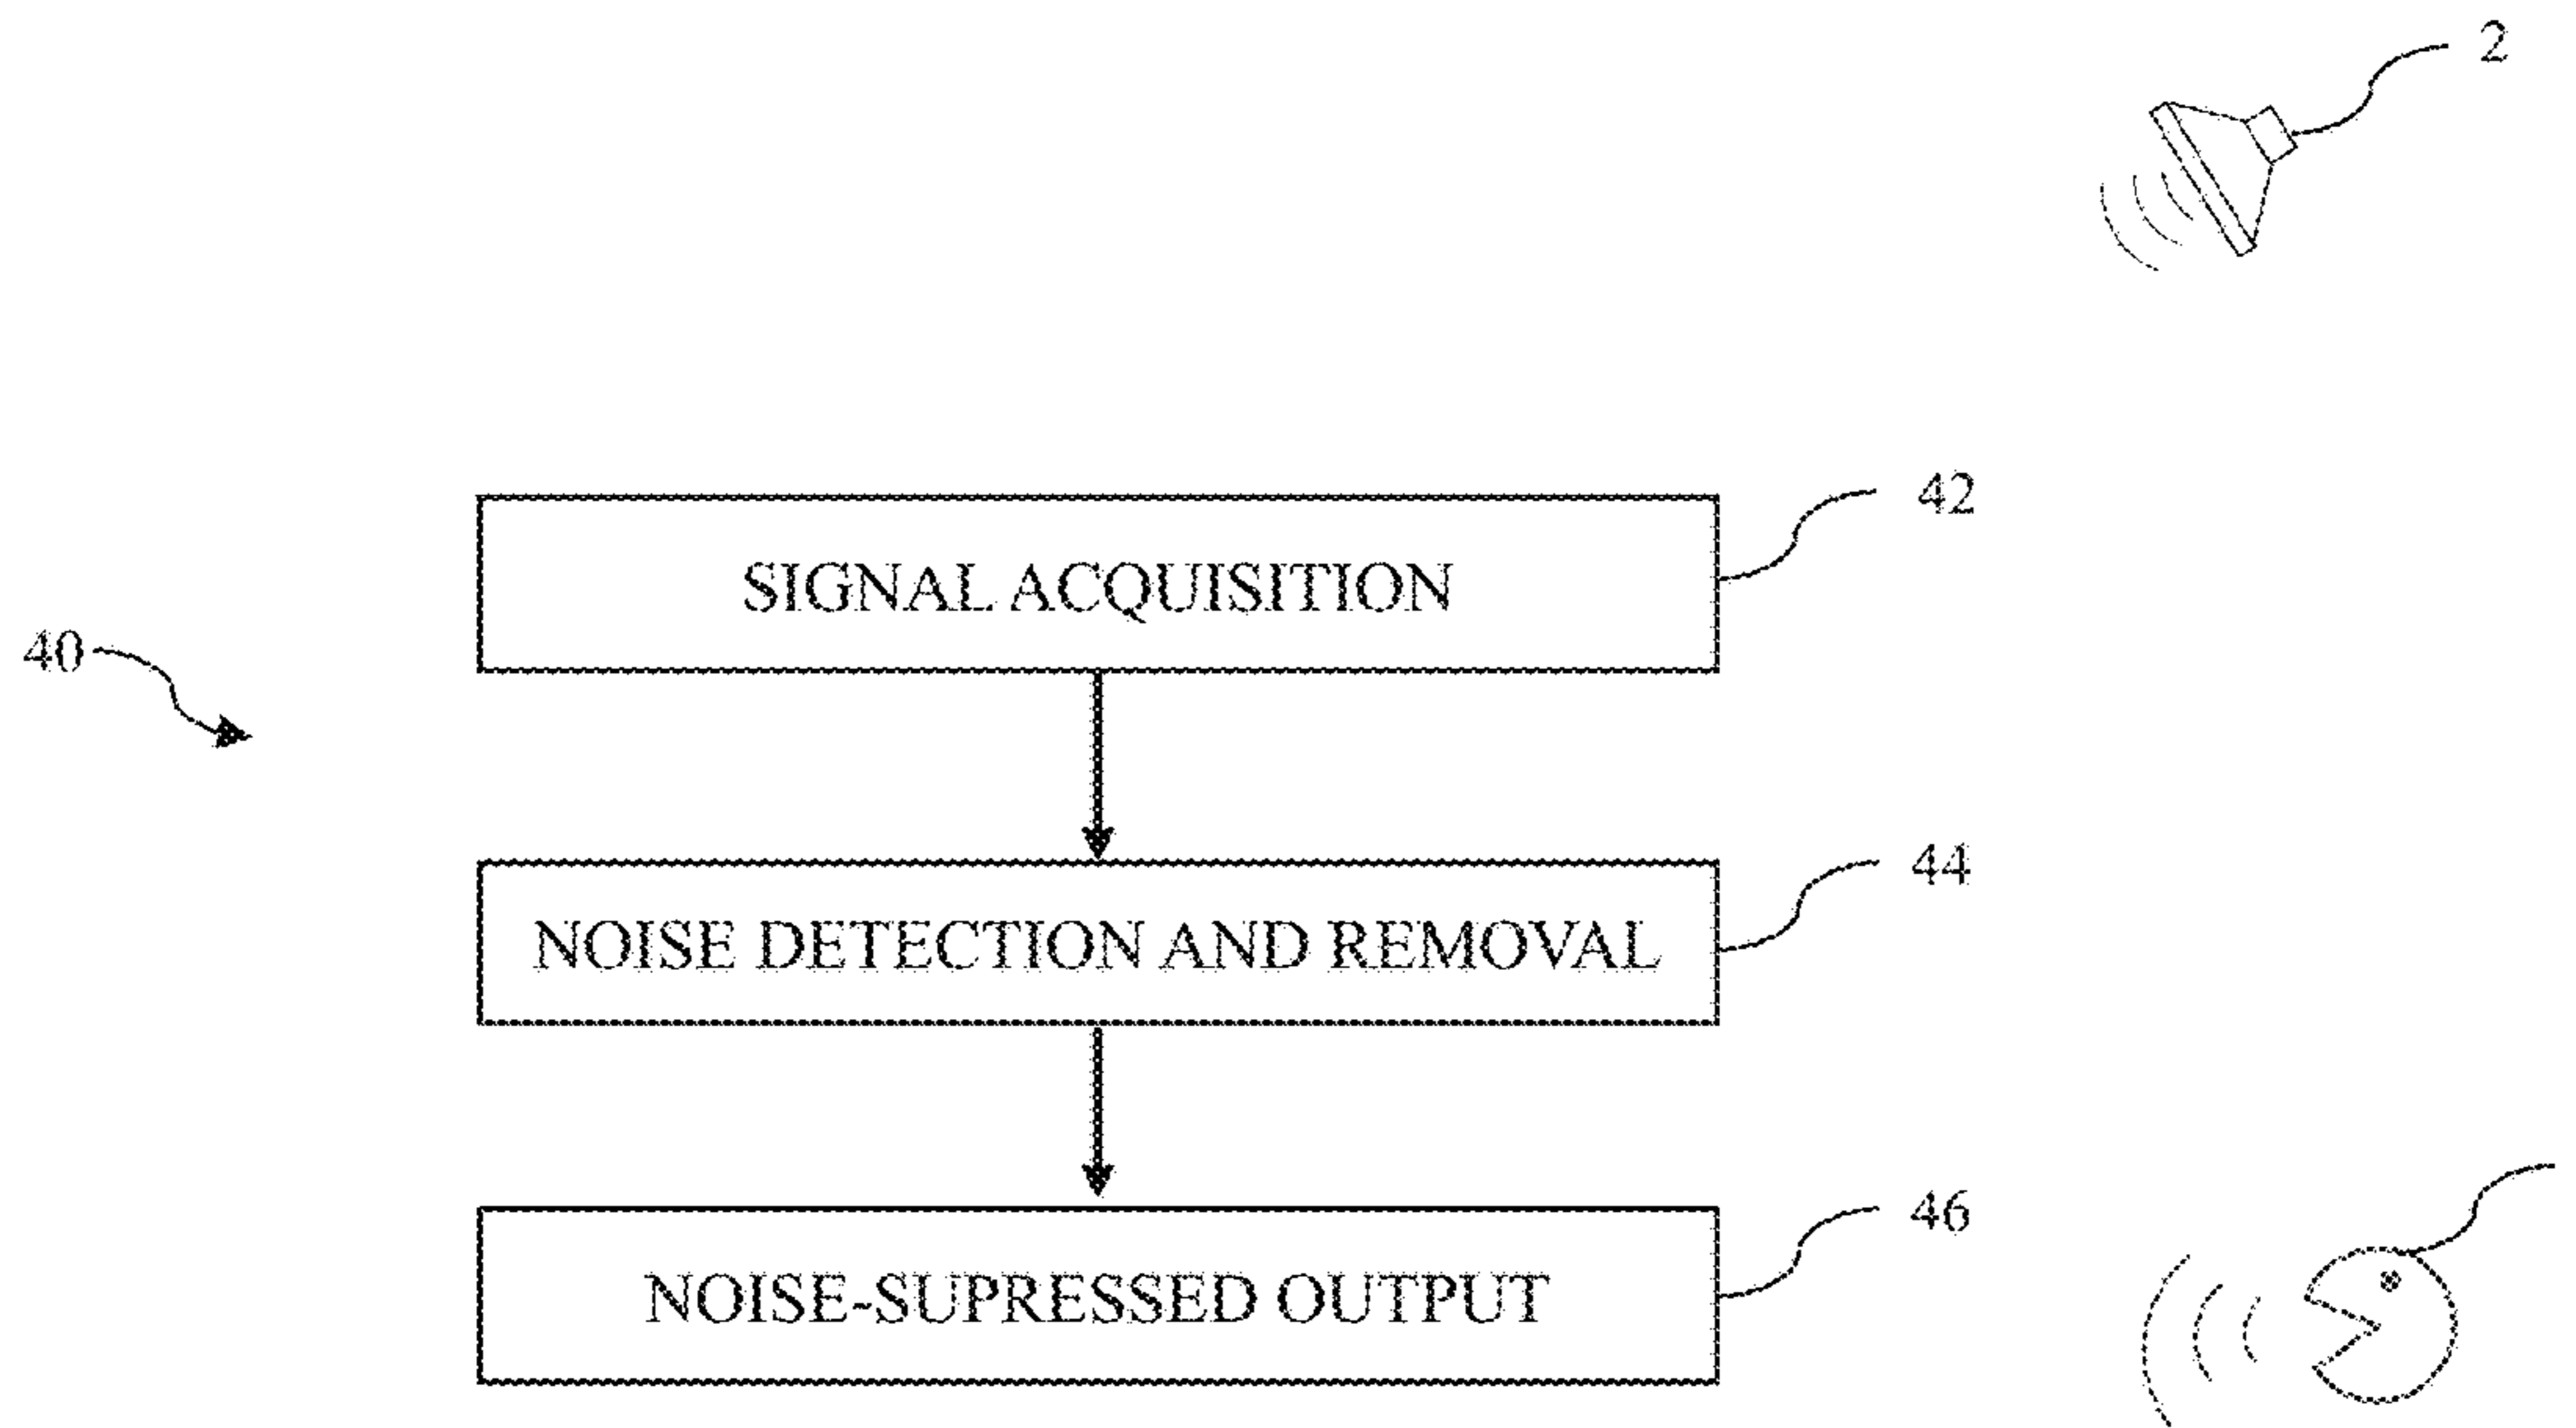 2
SIGNAL ACQUISITION
42
40
NOISE DETECTION AND REMOVAL
44
NOISE-SUPRESSED OUTPUT
46